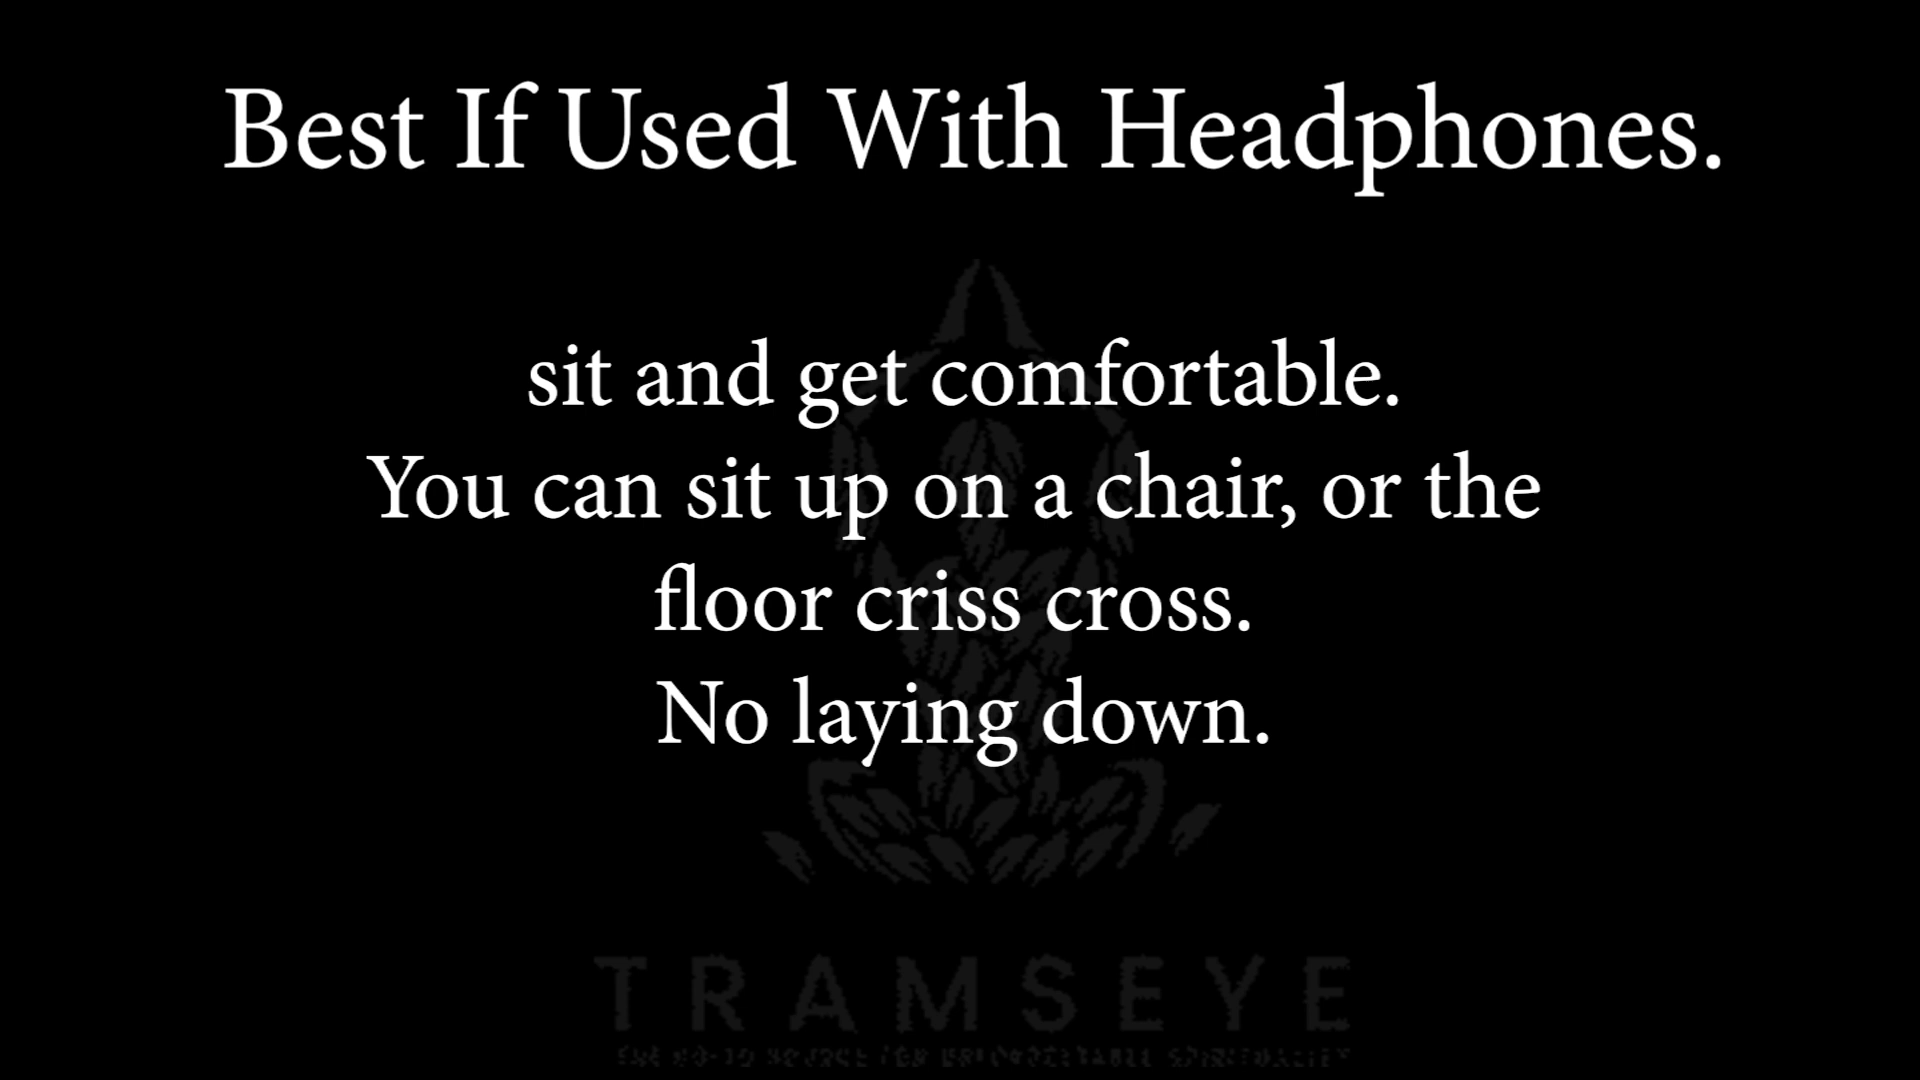 Best If Used With Headphones.
sit and get comfortable.
You can sit up on a chair, or the
floor criss cross.
No laying down.
TRAMSEYE